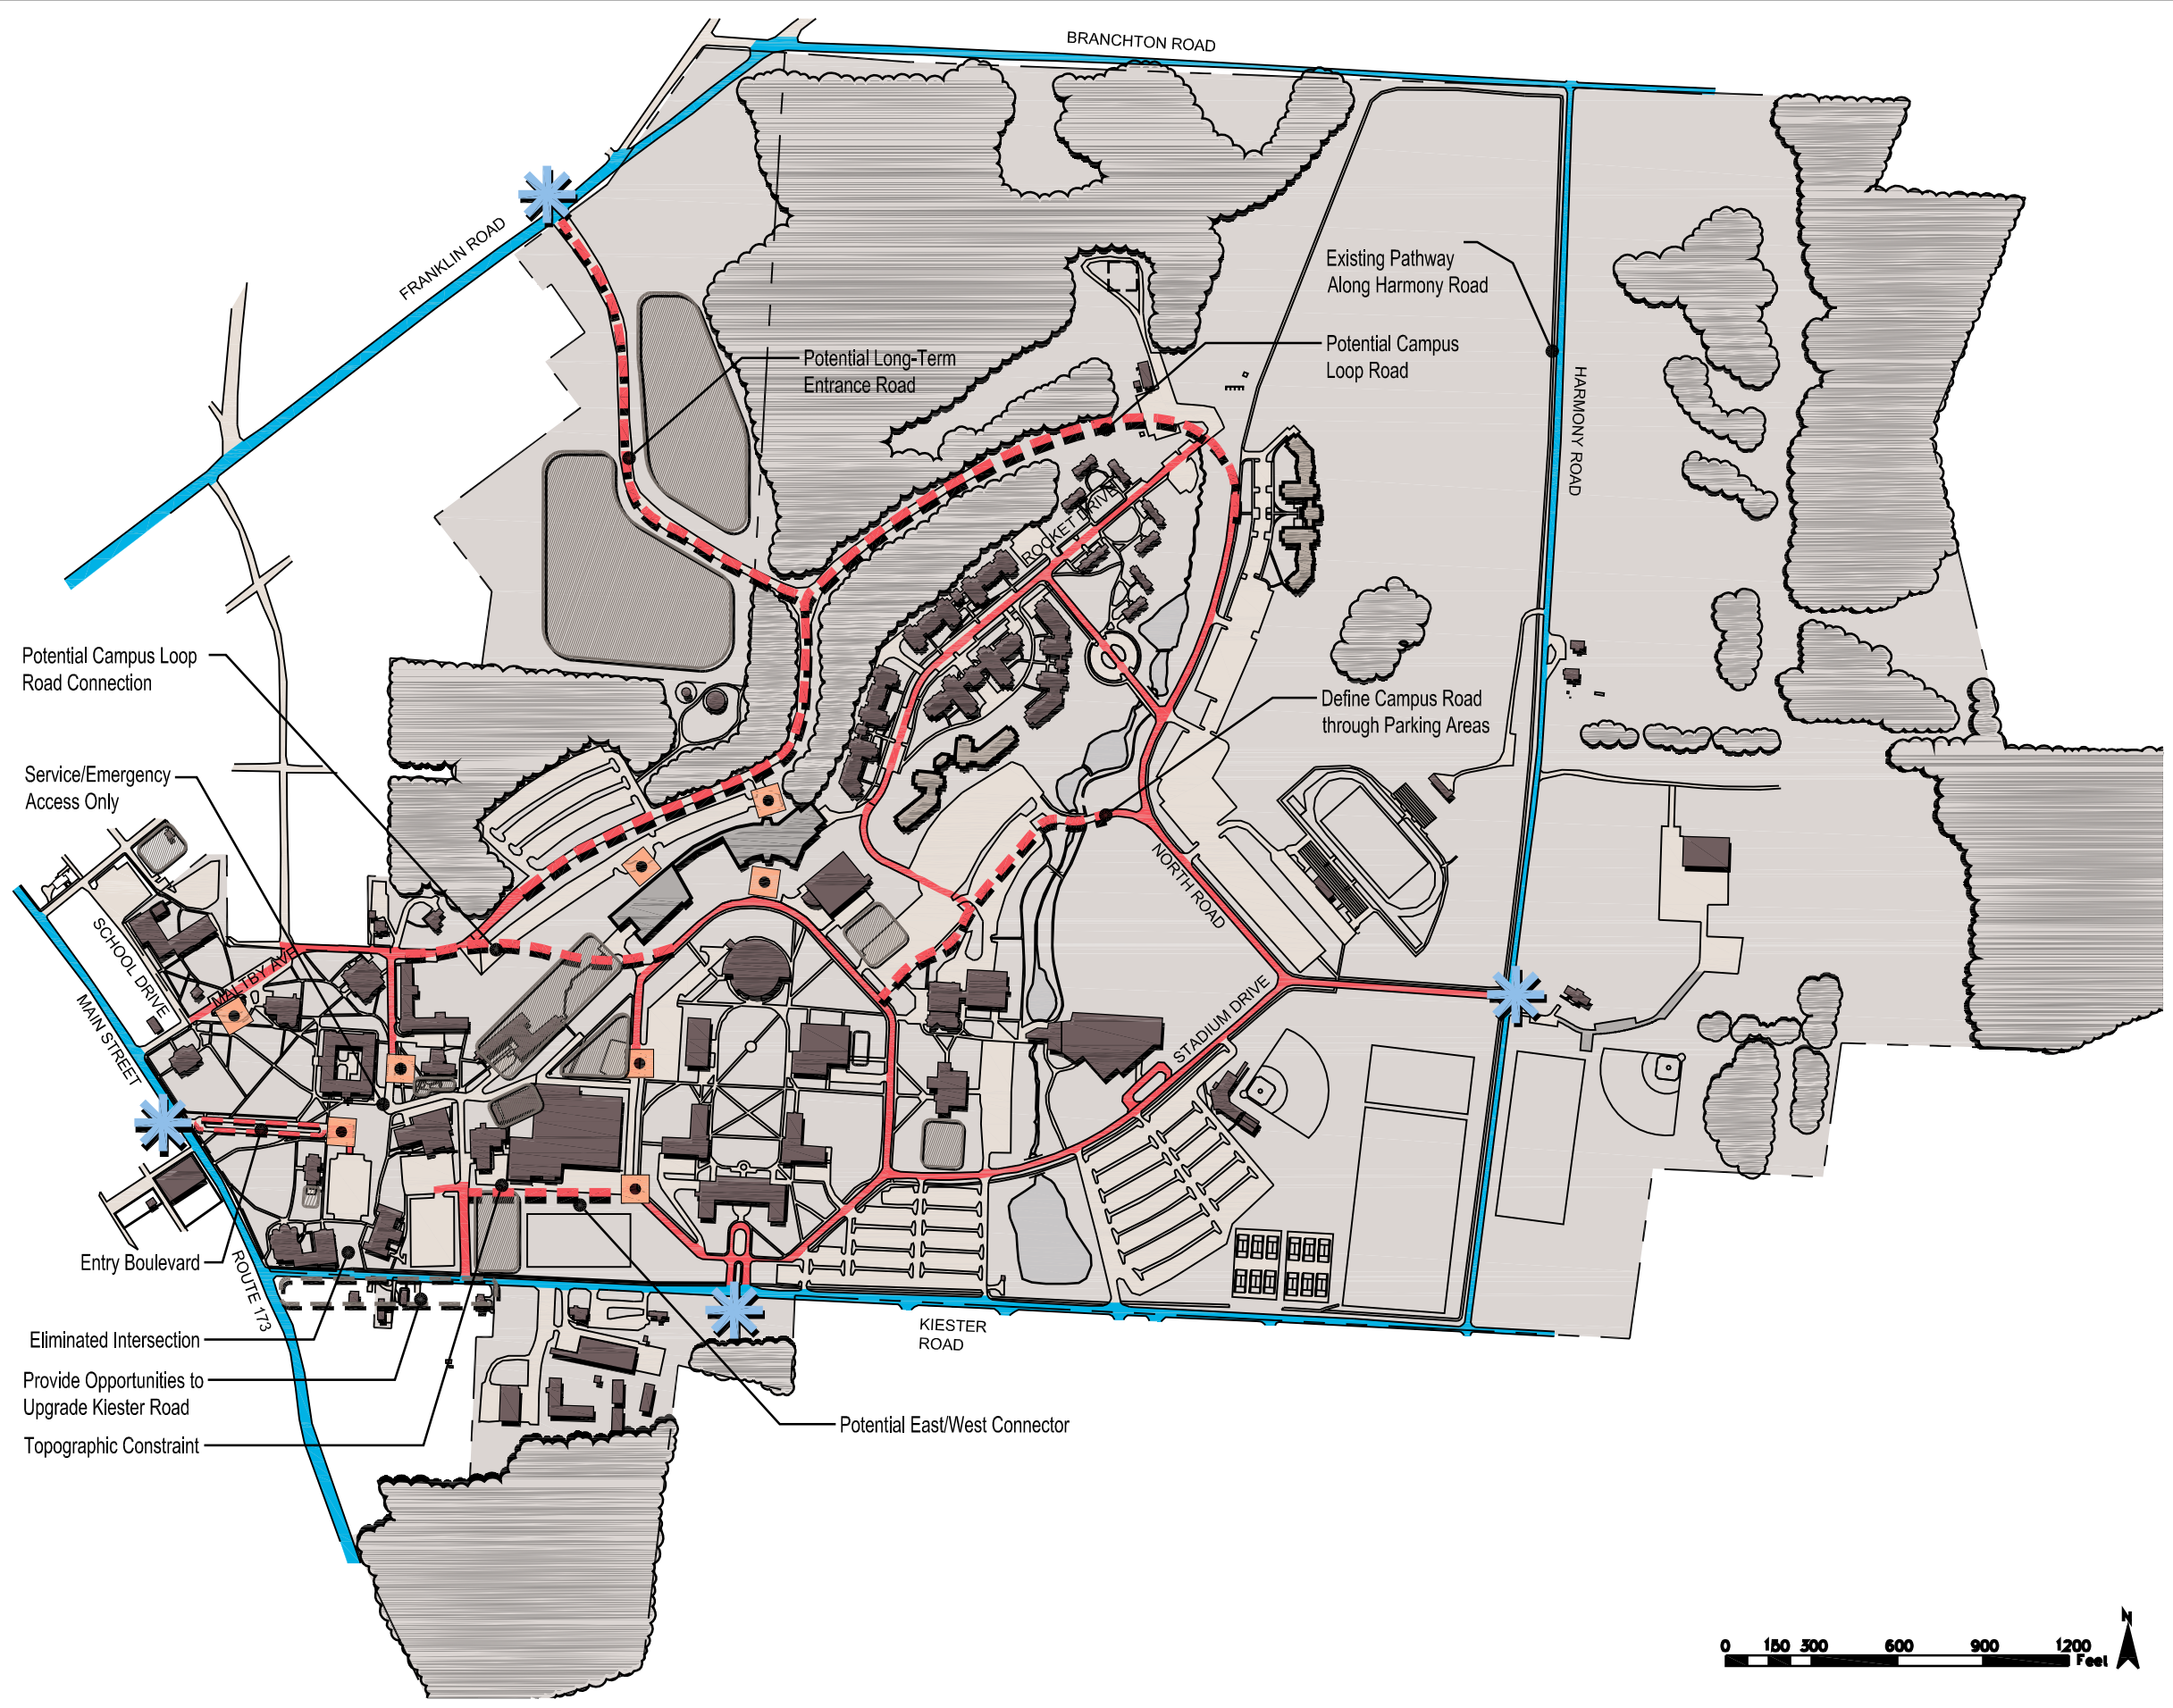 BRANCHTON ROAD
FRANKLIN ROAD
Existing Pathway
Along Harmony Road
Potential Long-Term
Entrance Road
Potential Campus
Loop Road
HARMONY ROAD
ROCKET DRIVE
Potential Campus Loop
Road Connection
Define Campus Road
through Parking Areas
Service/Emergency
Access Only
NORTH ROAD
SCHOOL DRIVE
MALTBY AVE
MAIN STREET
STADIUM DRIVE
Entry Boulevard
ROUTE 173
Eliminated Intersection
KIESTER
ROAD
Provide Opportunities to
Upgrade Kiester Road
Potential East/West Connector
Topographic Constraint
N
0 150 300 600 900 1200
Feet